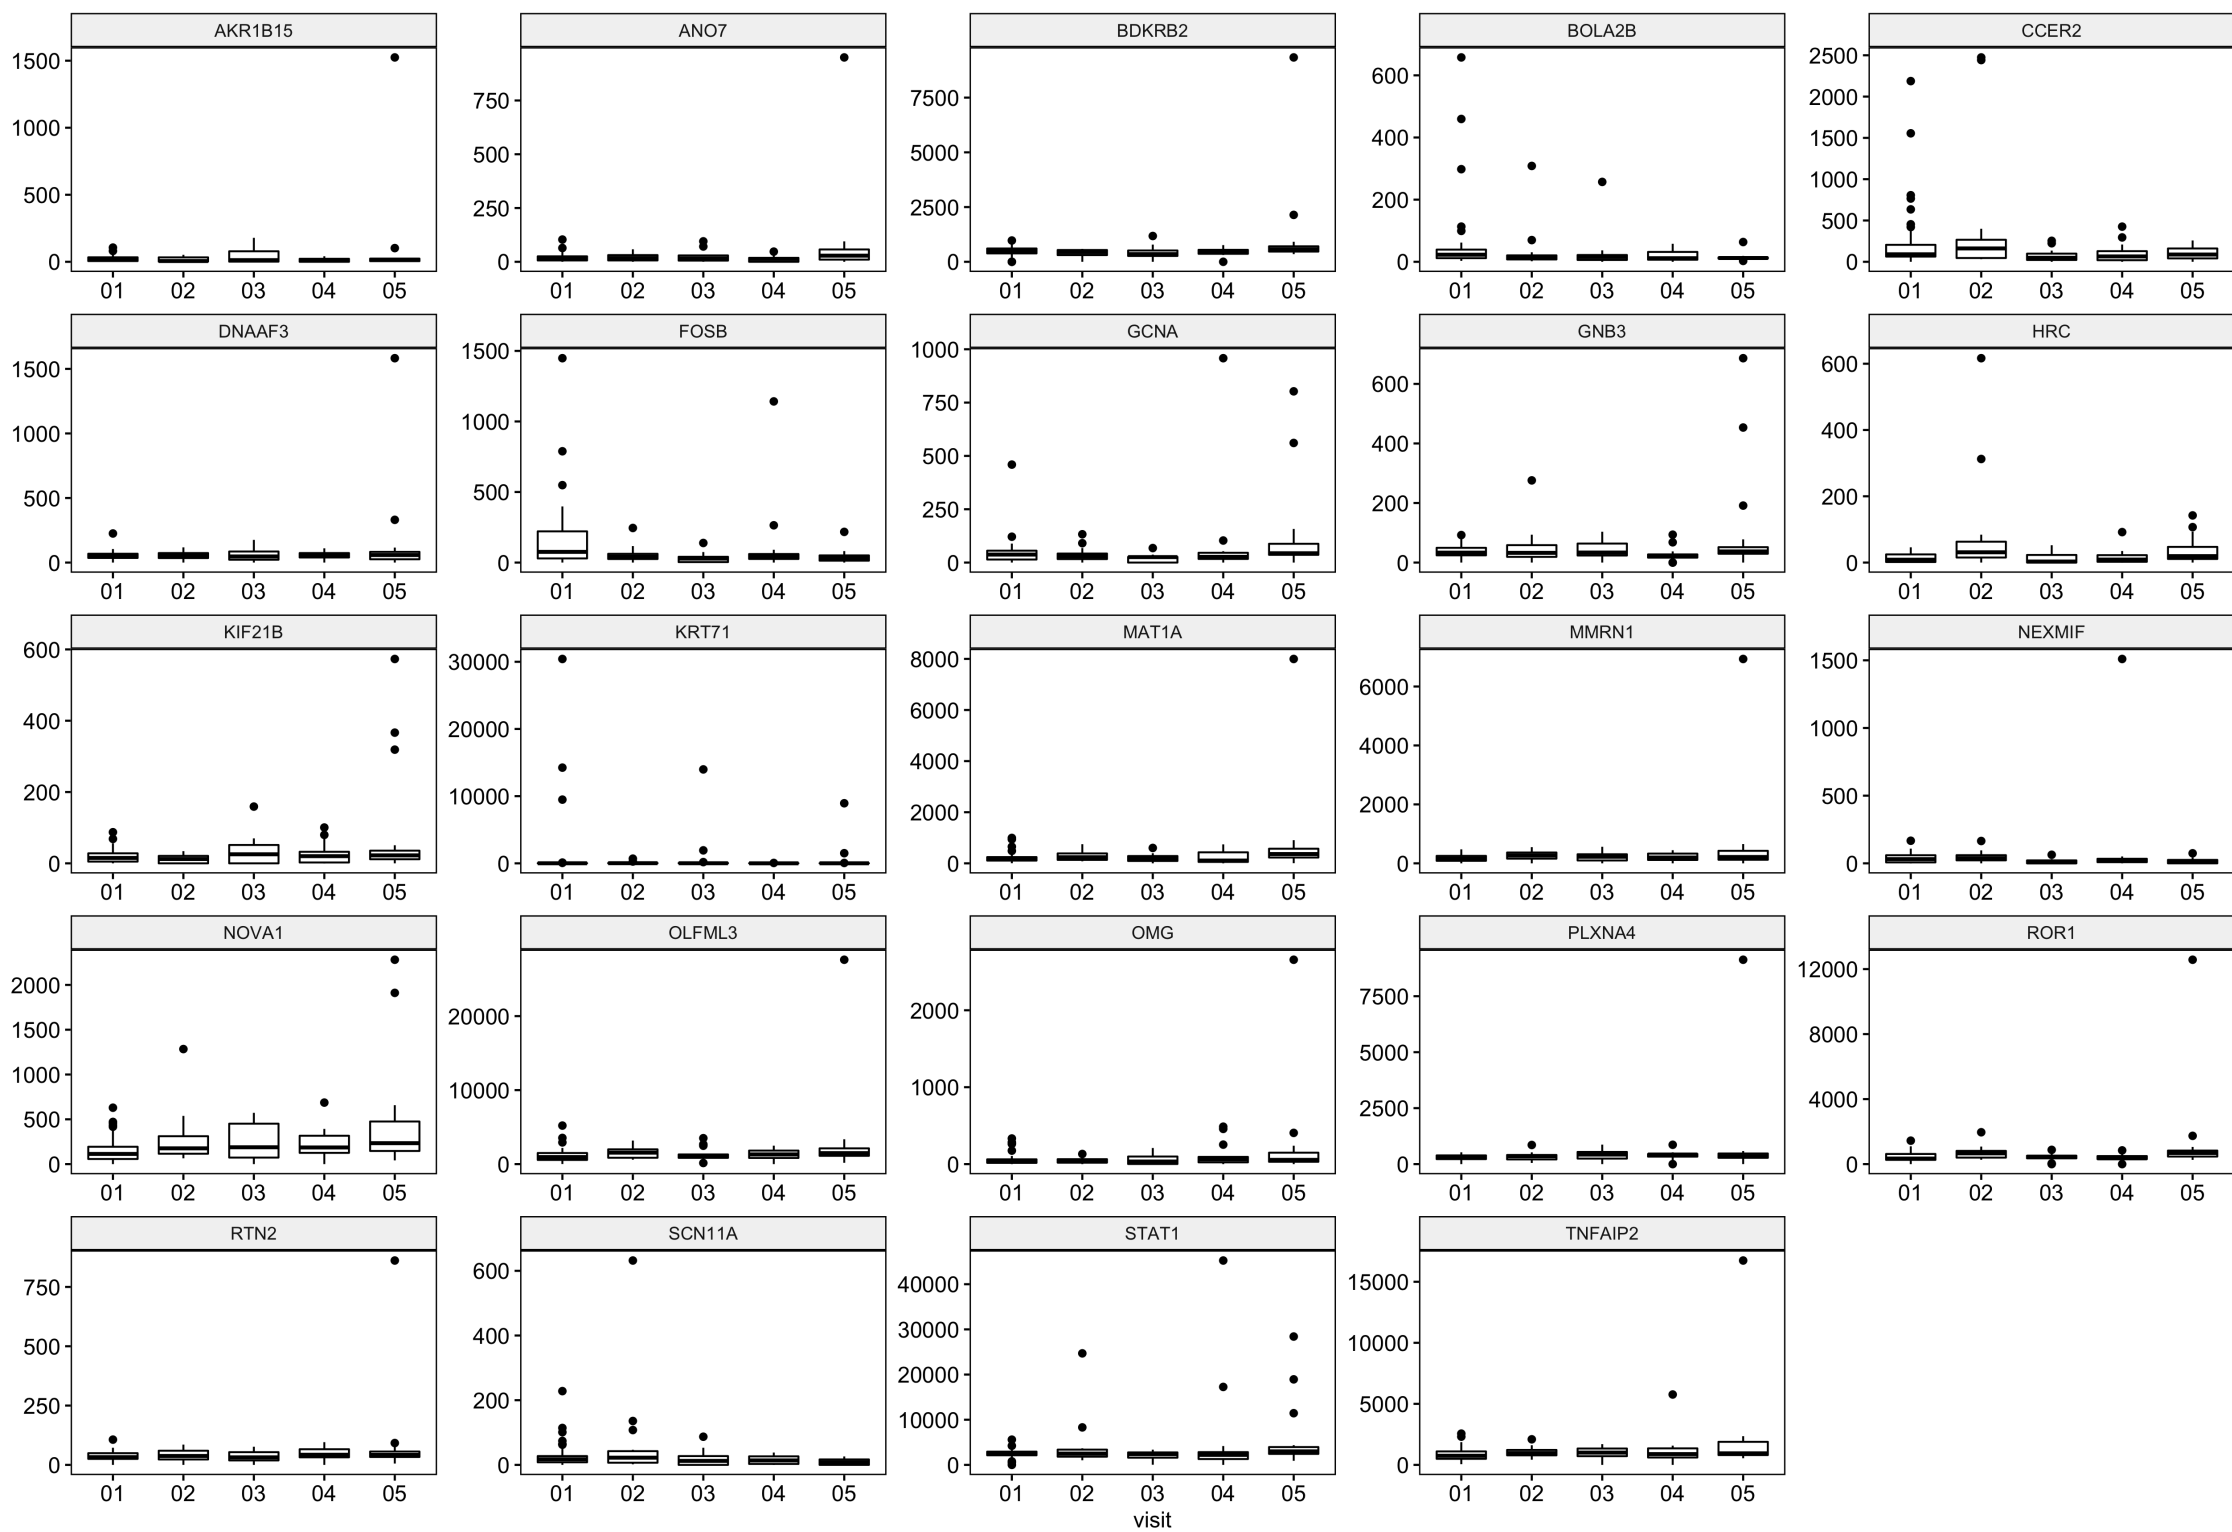 AKR1B15 ANO7 BDKRB2 BOLA2B CCER2
1500 1000 500 0
750 500 250 0
7500 5000 2500 0
600 400 200 0
2500 2000 1500 1000 500 0
01 02 03 04 05 01 02 03 04 05 01 02 03 04 05 01 02 03 04 05 01 02 03 04 05
DNAAF3 FOSB GCNA GNB3 HRC
1500 1000 500 0
1500 1000 500 0
1000 750 500 250 0
600 400 200 0
600 400 200 0
01 02 03 04 05 01 02 03 04 05 01 02 03 04 05 01 02 03 04 05 01 02 03 04 05
KIF21B KRT71 MAT1A MMRN1 NEXMIF
600 400 200 0
30000 20000 10000 0
8000 6000 4000 2000 0
6000 4000 2000 0
1500 1000 500 0
01 02 03 04 05 01 02 03 04 05 01 02 03 04 05 01 02 03 04 05 01 02 03 04 05
NOVA1 OLFML3 OMG PLXNA4 ROR1
2000 1500 1000 500 0
20000 10000 0
2000 1000 0
7500 5000 2500 0
12000 8000 4000 0
01 02 03 04 05 01 02 03 04 05 01 02 03 04 05 01 02 03 04 05 01 02 03 04 05
RTN2 SCN11A STAT1 TNFAIP2
750 500 250 0
600 400 200 0
40000 30000 20000 10000 0
15000 10000 5000 0
01 02 03 04 05 01 02 03 04 05 01 02 03 04 05 01 02 03 04 05
visit